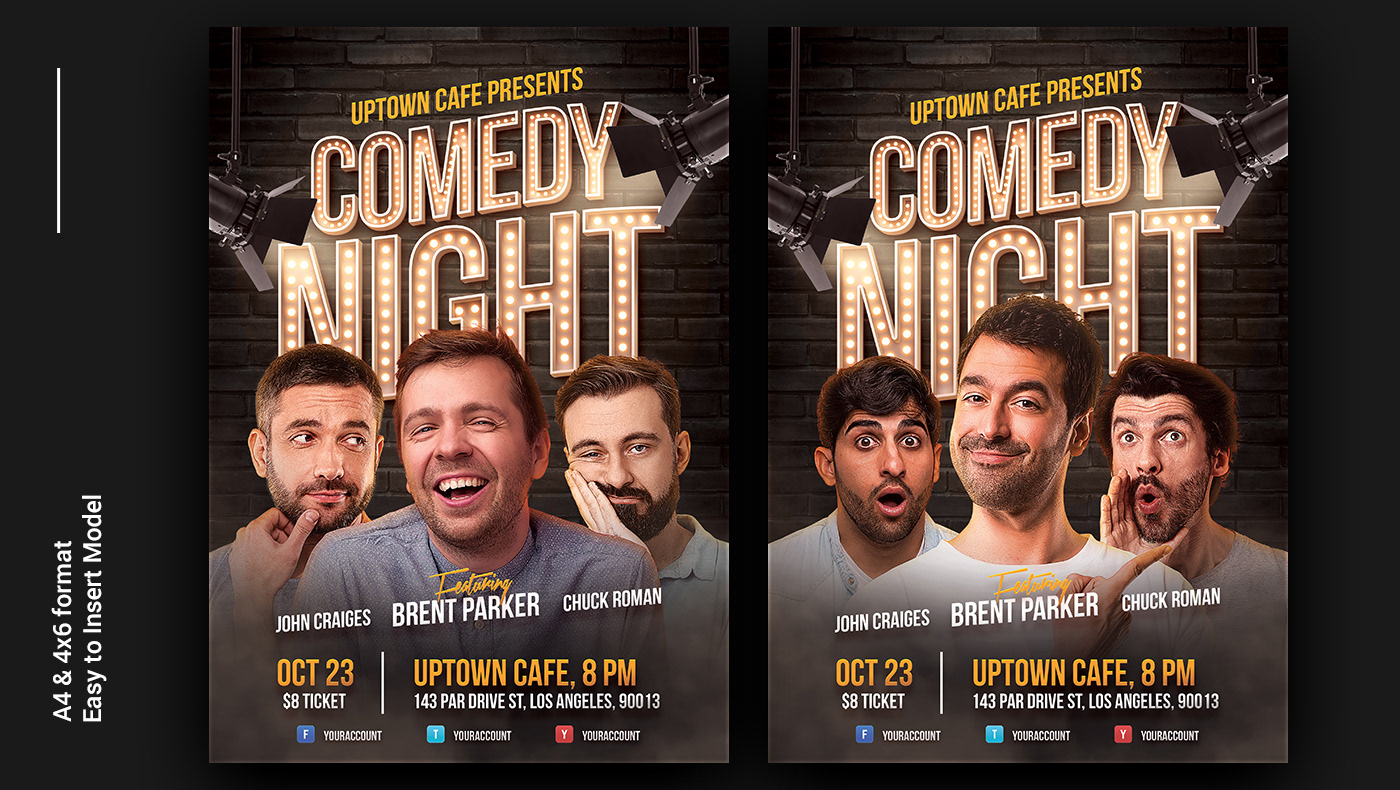 A4 & 4x6 format
Easy to Insert Model
UPTOWN CAFE PRESENTS
COMEDY
NIGHT
Featuring
JOHN CRAIGES
BRENT PARKER
CHUCK ROMAN
OCT 23
$8 TICKET
UPTOWN CAFE, 8 PM
143 PAR DRIVE ST, LOS ANGELES, 90013
F YOURACCOUNT
T YOURACCOUNT
Y YOURACCOUNT
UPTOWN CAFE PRESENTS
COMEDY
NIGHT
Featuring
JOHN CRAIGES
BRENT PARKER
CHUCK ROMAN
OCT 23
$8 TICKET
UPTOWN CAFE, 8 PM
143 PAR DRIVE ST, LOS ANGELES, 90013
F YOURACCOUNT
T YOURACCOUNT
Y YOURACCOUNT